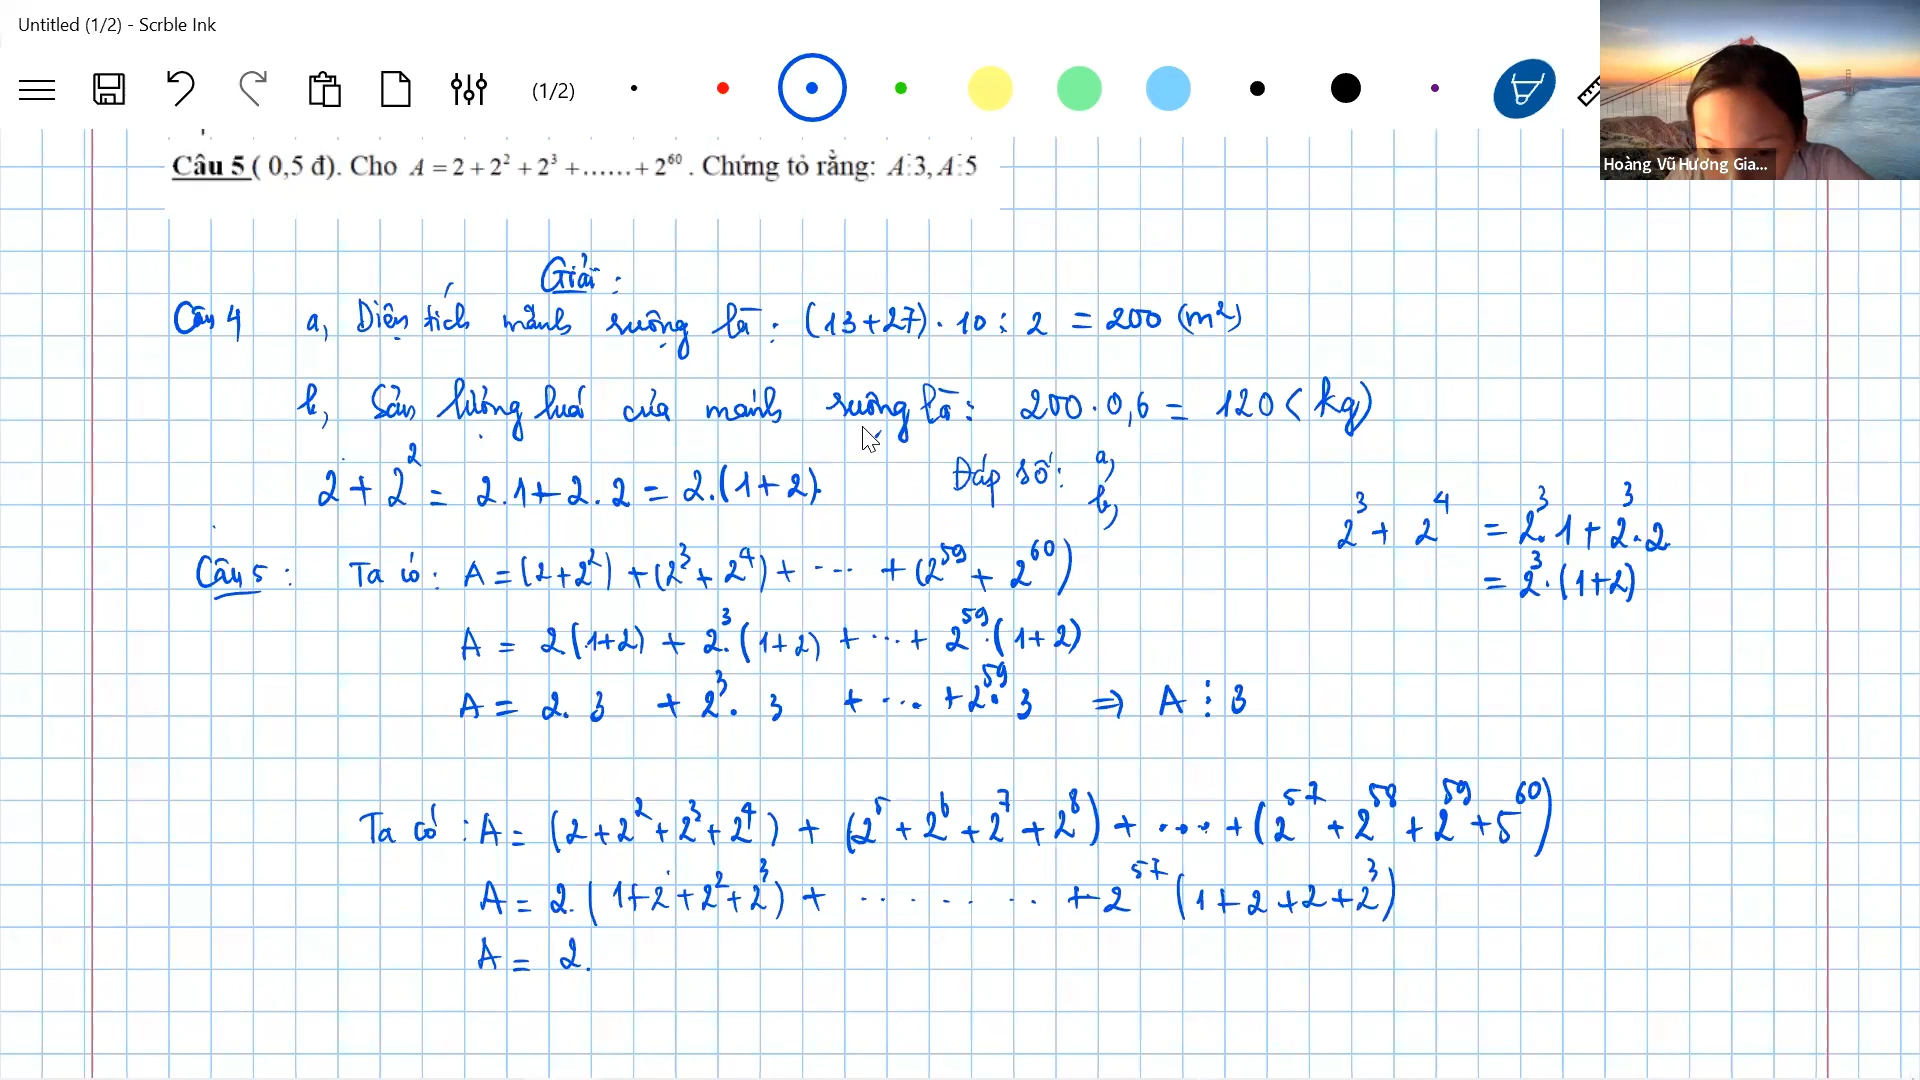 Untitled (1/2) - Scrble Ink
(1/2)
Hoàng Vũ Hương Gia...
Câu 5 ( 0,5 đ). Cho A = 2 + 2² + 2³ + ...... + 2⁶⁰ . Chứng tỏ rằng: A⋮3, A⋮5
Giải :
Câu 4 a, Diện tích mảnh ruộng là : (13+27) . 10 : 2 = 200 (m²)
b, Sản lượng luá của mảnh ruộng là : 200 . 0,6 = 120 (kg)
2 + 2² = 2.1 + 2.2 = 2.(1+2).
Đáp số : a,
b,
2³ + 2⁴ = 2³.1 + 2³.2
= 2³.(1+2)
Câu 5 : Ta có : A = (2+2²) + (2³ + 2⁴) + ... + (2⁵⁹ + 2⁶⁰)
A = 2(1+2) + 2³.(1+2) + ... + 2⁵⁹.(1+2)
A = 2.3 + 2³.3 + ... + 2⁵⁹.3 ⇒ A ⋮ 3
Ta có : A = (2+2²+2³+2⁴) + (2⁵+2⁶+2⁷+2⁸) + .... + (2⁵⁷+2⁵⁸+2⁵⁹+5⁶⁰)
A = 2.(1+2+2²+2³) + ........ + 2⁵⁷(1+2+2+2³)
A = 2.